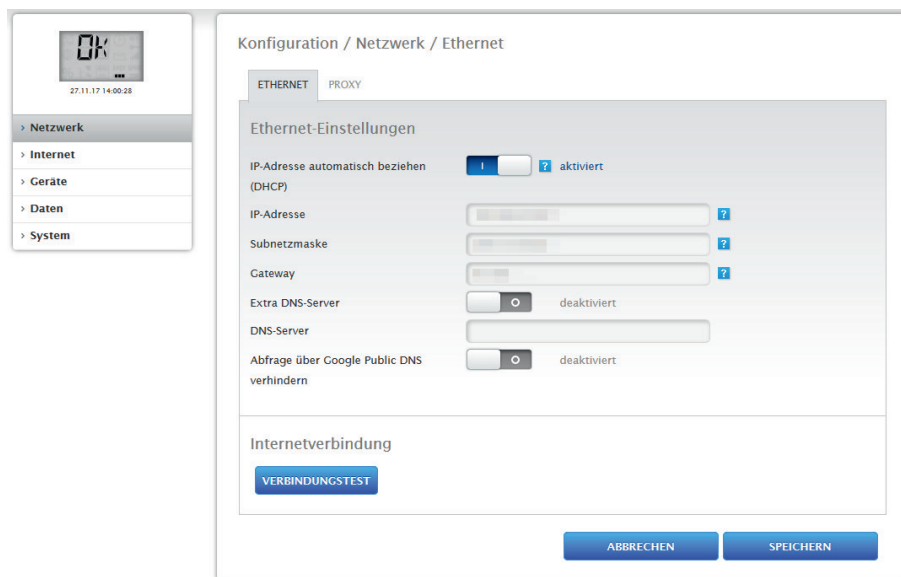 OK
27.11.17 14:00:28
Netzwerk
Internet
Geräte
Daten
System
Konfiguration / Netzwerk / Ethernet
ETHERNET PROXY
Ethernet-Einstellungen
IP-Adresse automatisch beziehen
(DHCP)
I ? aktiviert
IP-Adresse ?
Subnetzmaske ?
Gateway ?
Extra DNS-Server O deaktiviert
DNS-Server
Abfrage über Google Public DNS
verhindern
O deaktiviert
Internetverbindung
VERBINDUNGSTEST
ABBRECHEN SPEICHERN